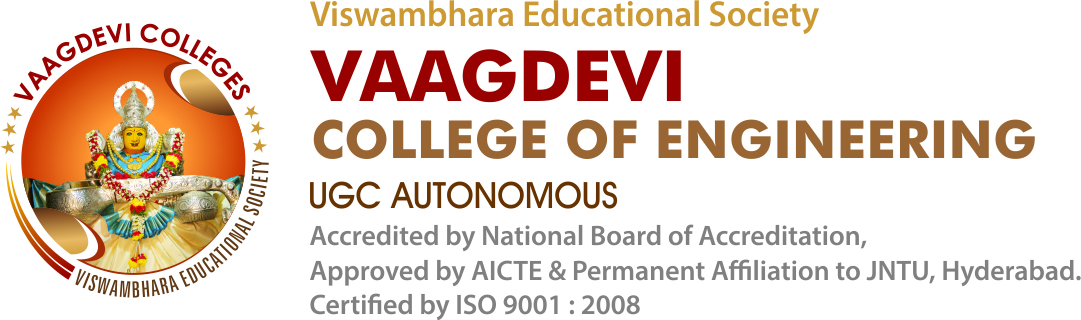 VAAGDEVI COLLEGES
VISWAMBHARA EDUCATIONAL SOCIETY
Viswambhara Educational Society
VAAGDEVI
COLLEGE OF ENGINEERING
UGC AUTONOMOUS
Accredited by National Board of Accreditation,
Approved by AICTE & Permanent Affiliation to JNTU, Hyderabad.
Certified by ISO 9001 : 2008